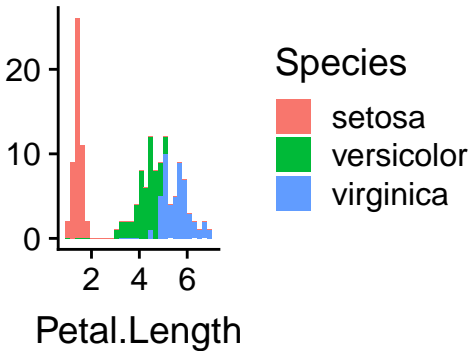 20
10
0
2 4 6
Petal.Length
Species
setosa
versicolor
virginica